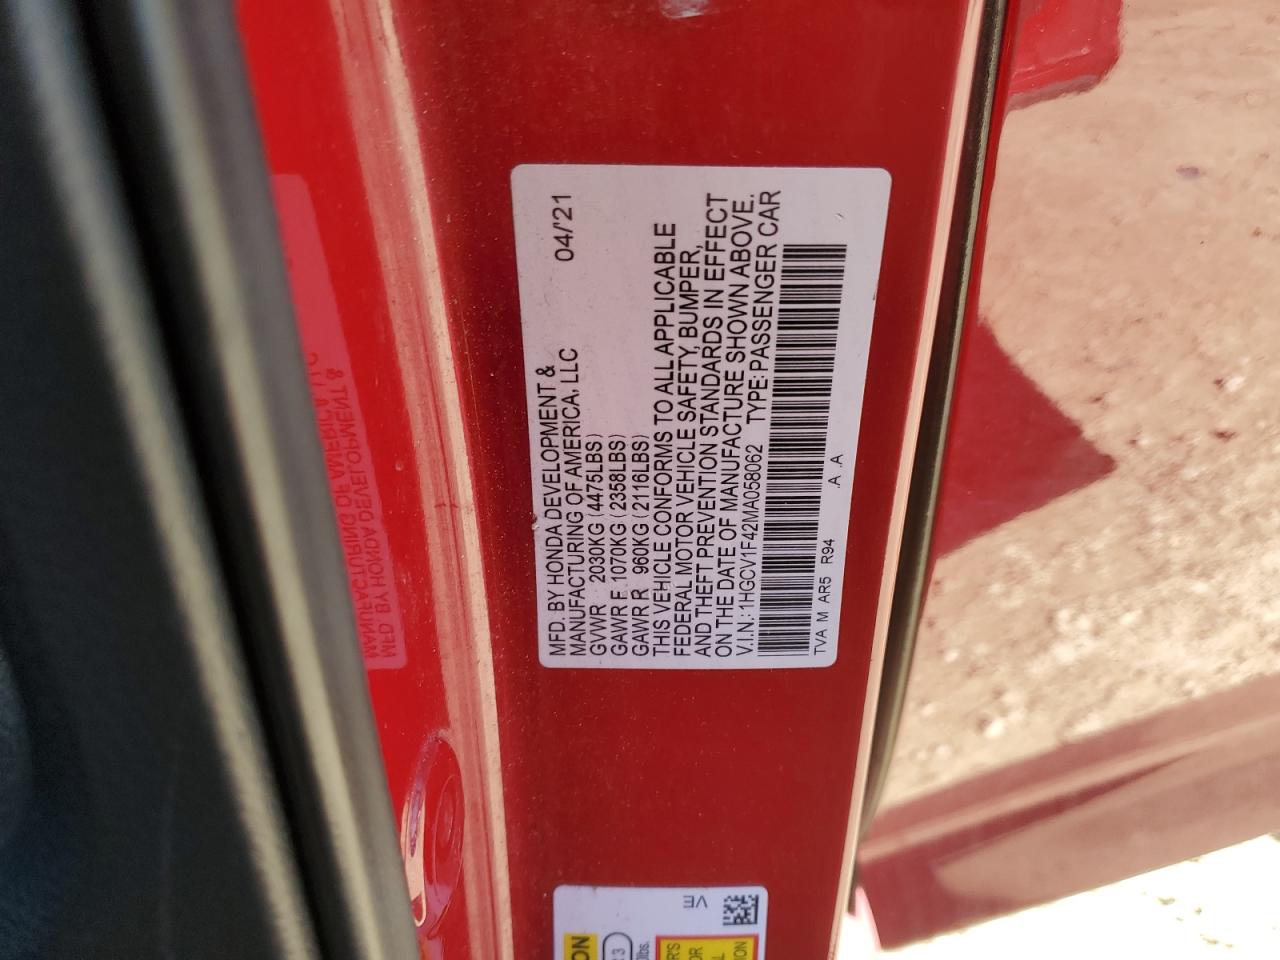 MFD. BY HONDA DEVELOPMENT &
MANUFACTURING OF AMERICA, LLC 04/'21
GVWR 2030KG (4475LBS)
GAWR F 1070KG (2358LBS)
GAWR R 960KG (2116LBS)
THIS VEHICLE CONFORMS TO ALL APPLICABLE
FEDERAL MOTOR VEHICLE SAFETY, BUMPER,
AND THEFT PREVENTION STANDARDS IN EFFECT
ON THE DATE OF MANUFACTURE SHOWN ABOVE.
V.I.N.: 1HGCV1F42MA058062 TYPE: PASSENGER CAR
TVA M AR5 R94 .A .A
VE